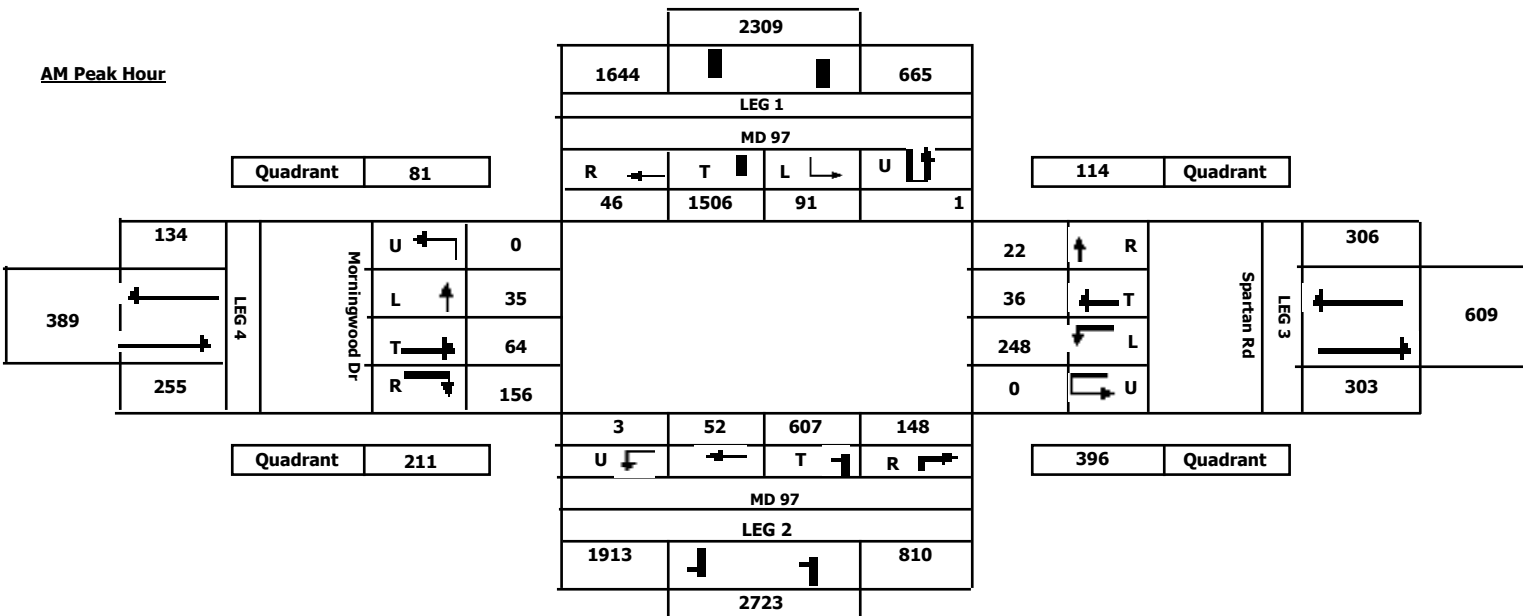 2309
AM Peak Hour
1644 665
LEG 1
MD 97
Quadrant 81
R T L U
114 Quadrant
46 1506 91 1
134
U 0
22 R
306
389
LEG 4
Morningwood Dr
L 35
36 T
Spartan Rd
LEG 3
609
T 64
248 L
255
R 156
0 U
303
3 52 607 148
Quadrant 211
U T R
396 Quadrant
MD 97
LEG 2
1913 810
2723